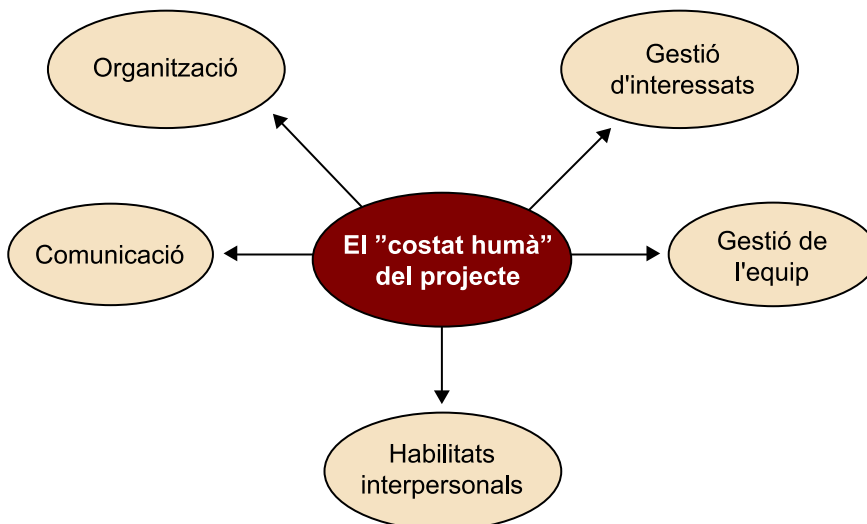 Organització
Gestió
d'interessats
El ”costat humà”
del projecte
Comunicació
Gestió de
l'equip
Habilitats
interpersonals